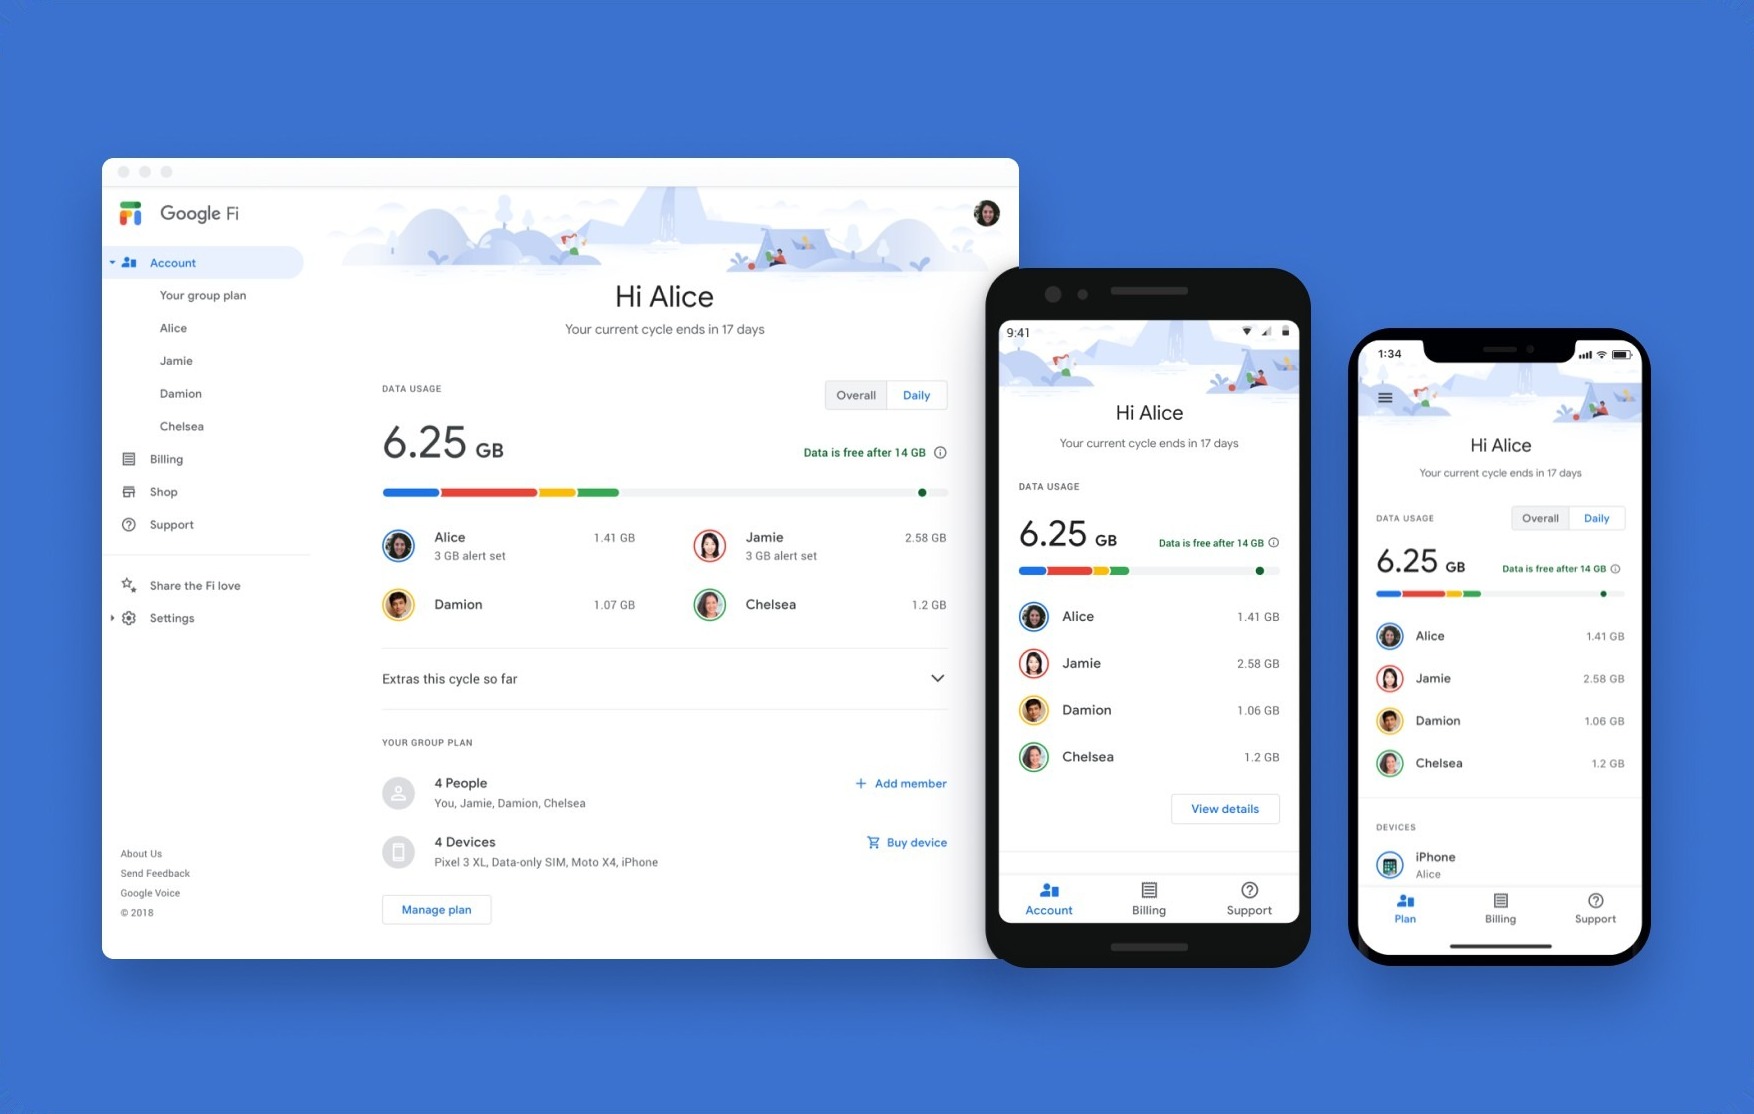 Google Fi
Account
Your group plan
Alice
Jamie
Damion
Chelsea
Billing
Shop
Support
Share the Fi love
Settings
About Us
Send Feedback
Google Voice
© 2018
Hi Alice
Your current cycle ends in 17 days
DATA USAGE
Overall Daily
6.25 GB
Data is free after 14 GB
Alice 1.41 GB
3 GB alert set
Jamie 2.58 GB
3 GB alert set
Damion 1.07 GB
Chelsea 1.2 GB
Extras this cycle so far
YOUR GROUP PLAN
4 People
You, Jamie, Damion, Chelsea
+ Add member
4 Devices
Pixel 3 XL, Data-only SIM, Moto X4, iPhone
Buy device
Manage plan
9:41
Hi Alice
Your current cycle ends in 17 days
DATA USAGE
6.25 GB
Data is free after 14 GB
Alice 1.41 GB
Jamie 2.58 GB
Damion 1.06 GB
Chelsea 1.2 GB
View details
Account Billing Support
1:34
Hi Alice
Your current cycle ends in 17 days
DATA USAGE
Overall Daily
6.25 GB
Data is free after 14 GB
Alice 1.41 GB
Jamie 2.58 GB
Damion 1.06 GB
Chelsea 1.2 GB
DEVICES
iPhone
Alice
Plan Billing Support